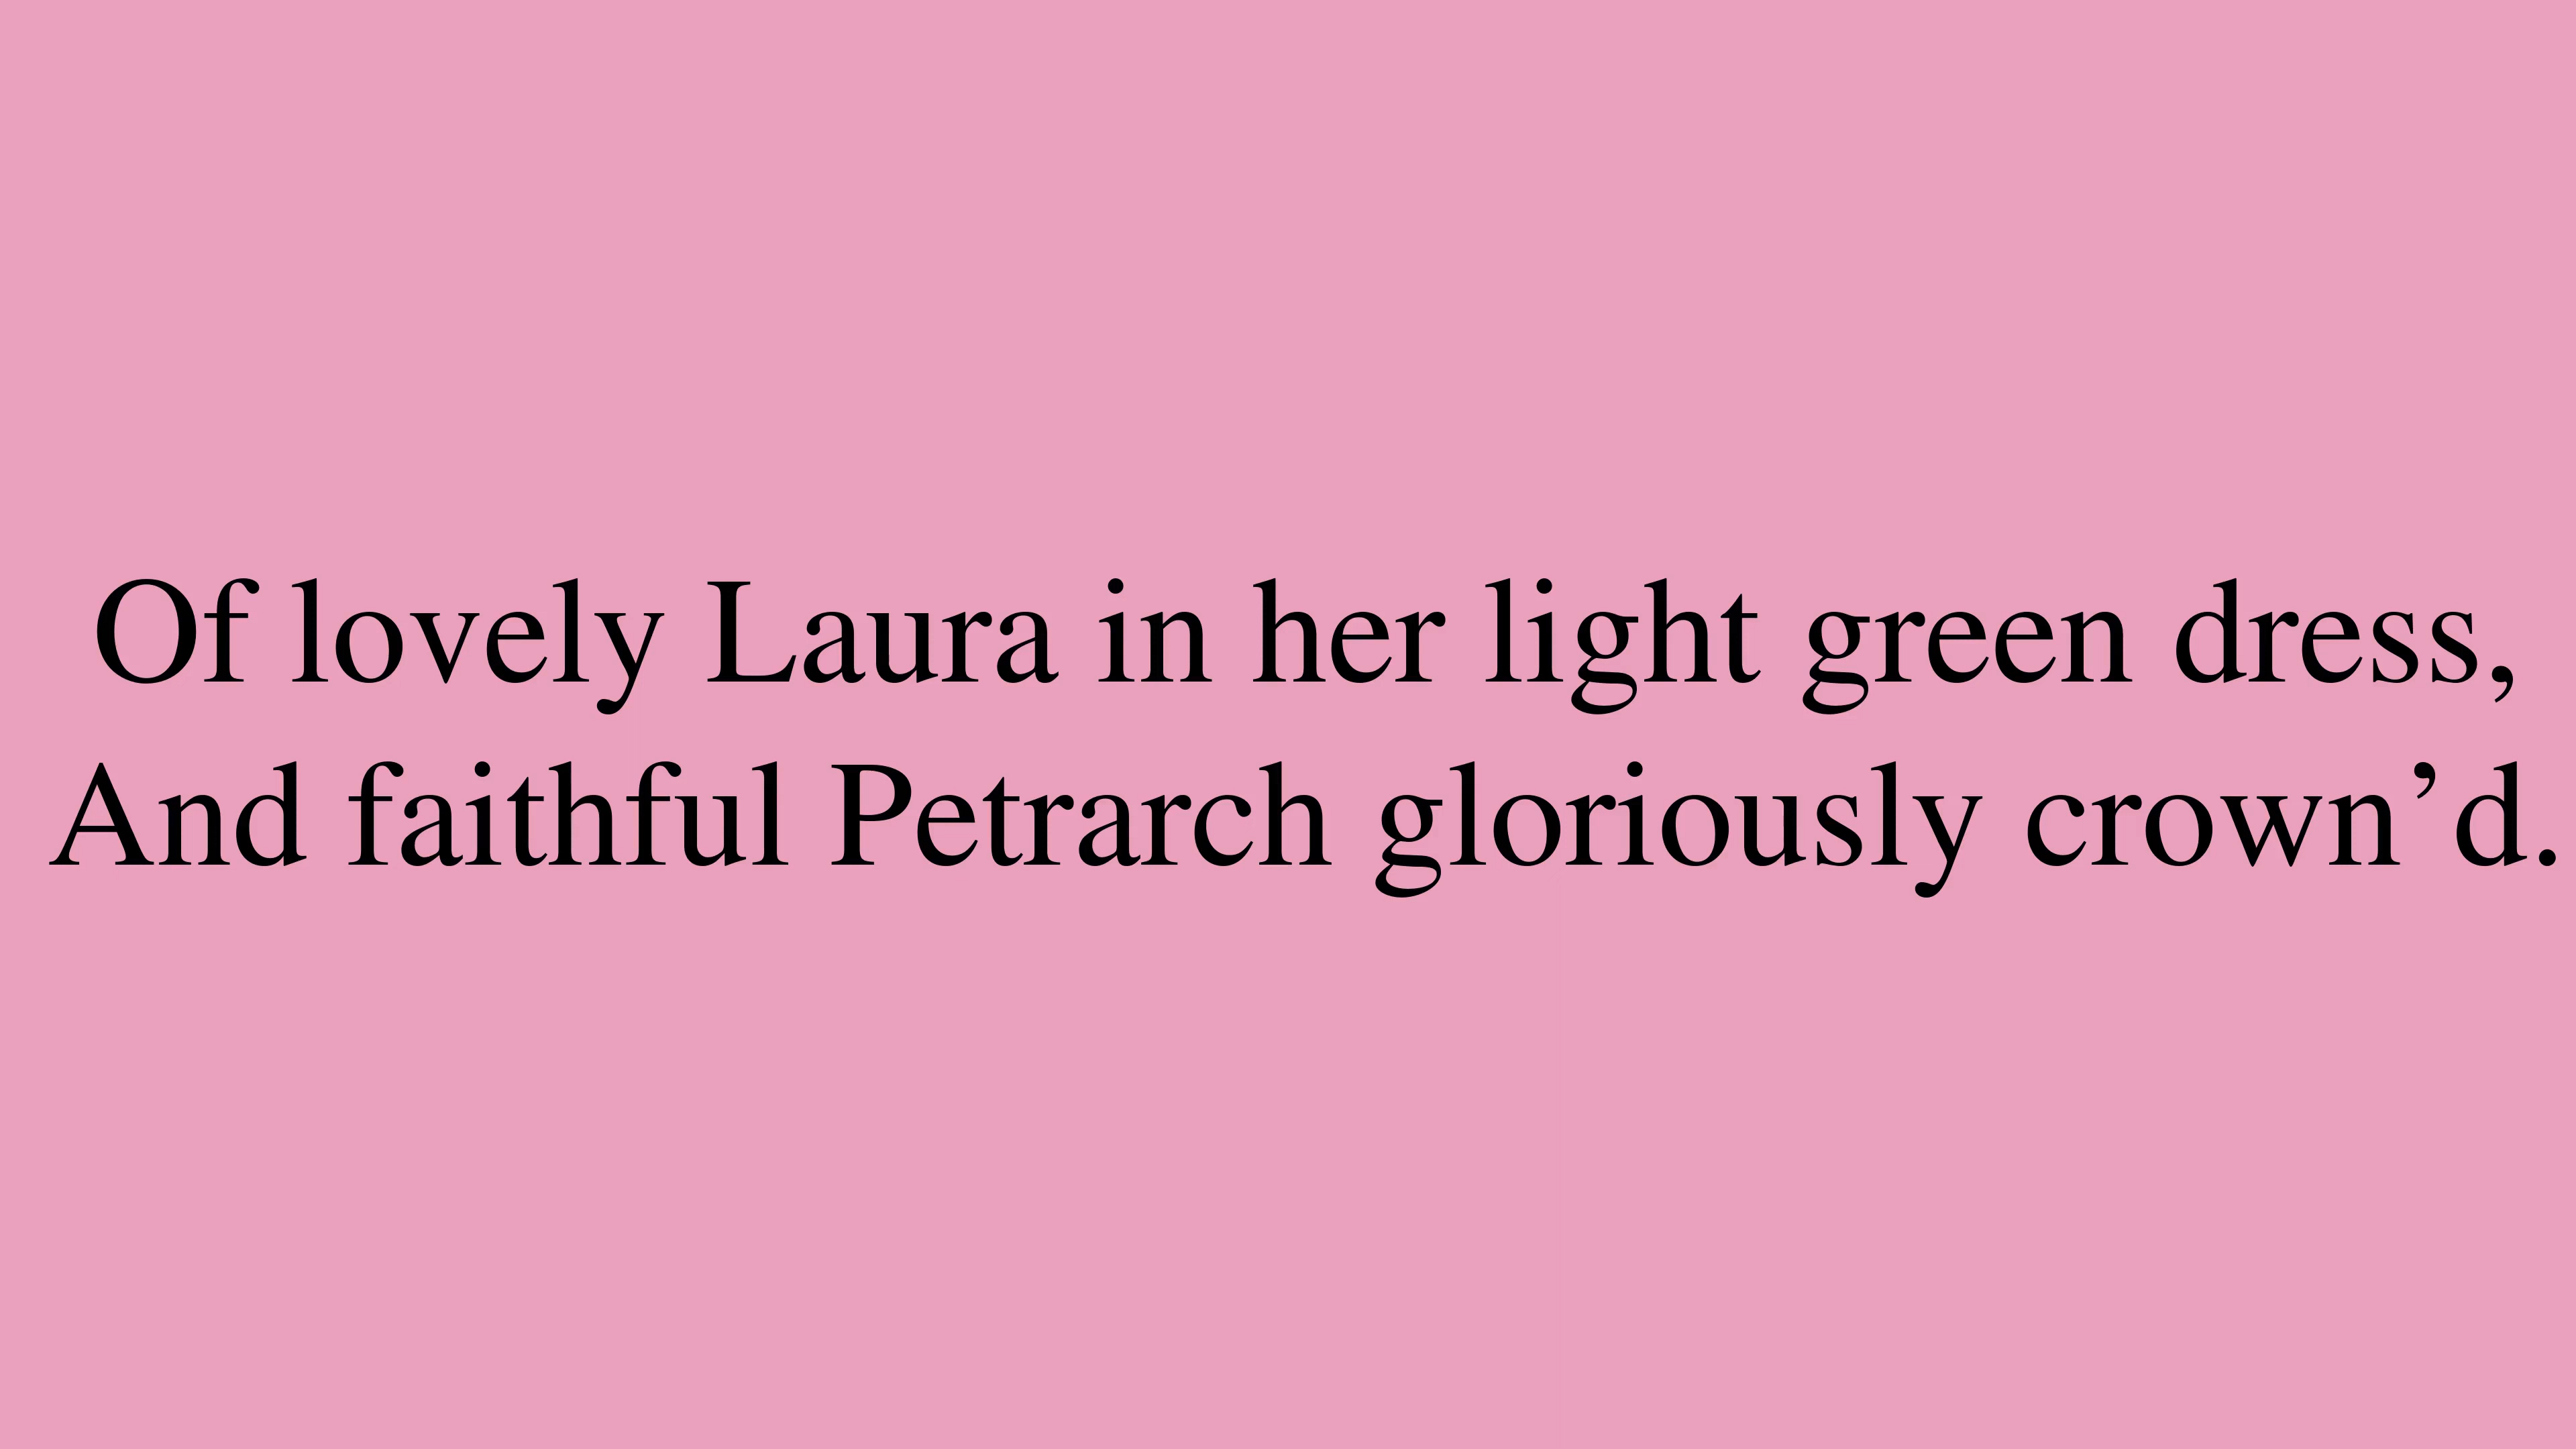 Of lovely Laura in her light green dress,
And faithful Petrarch gloriously crown’d.